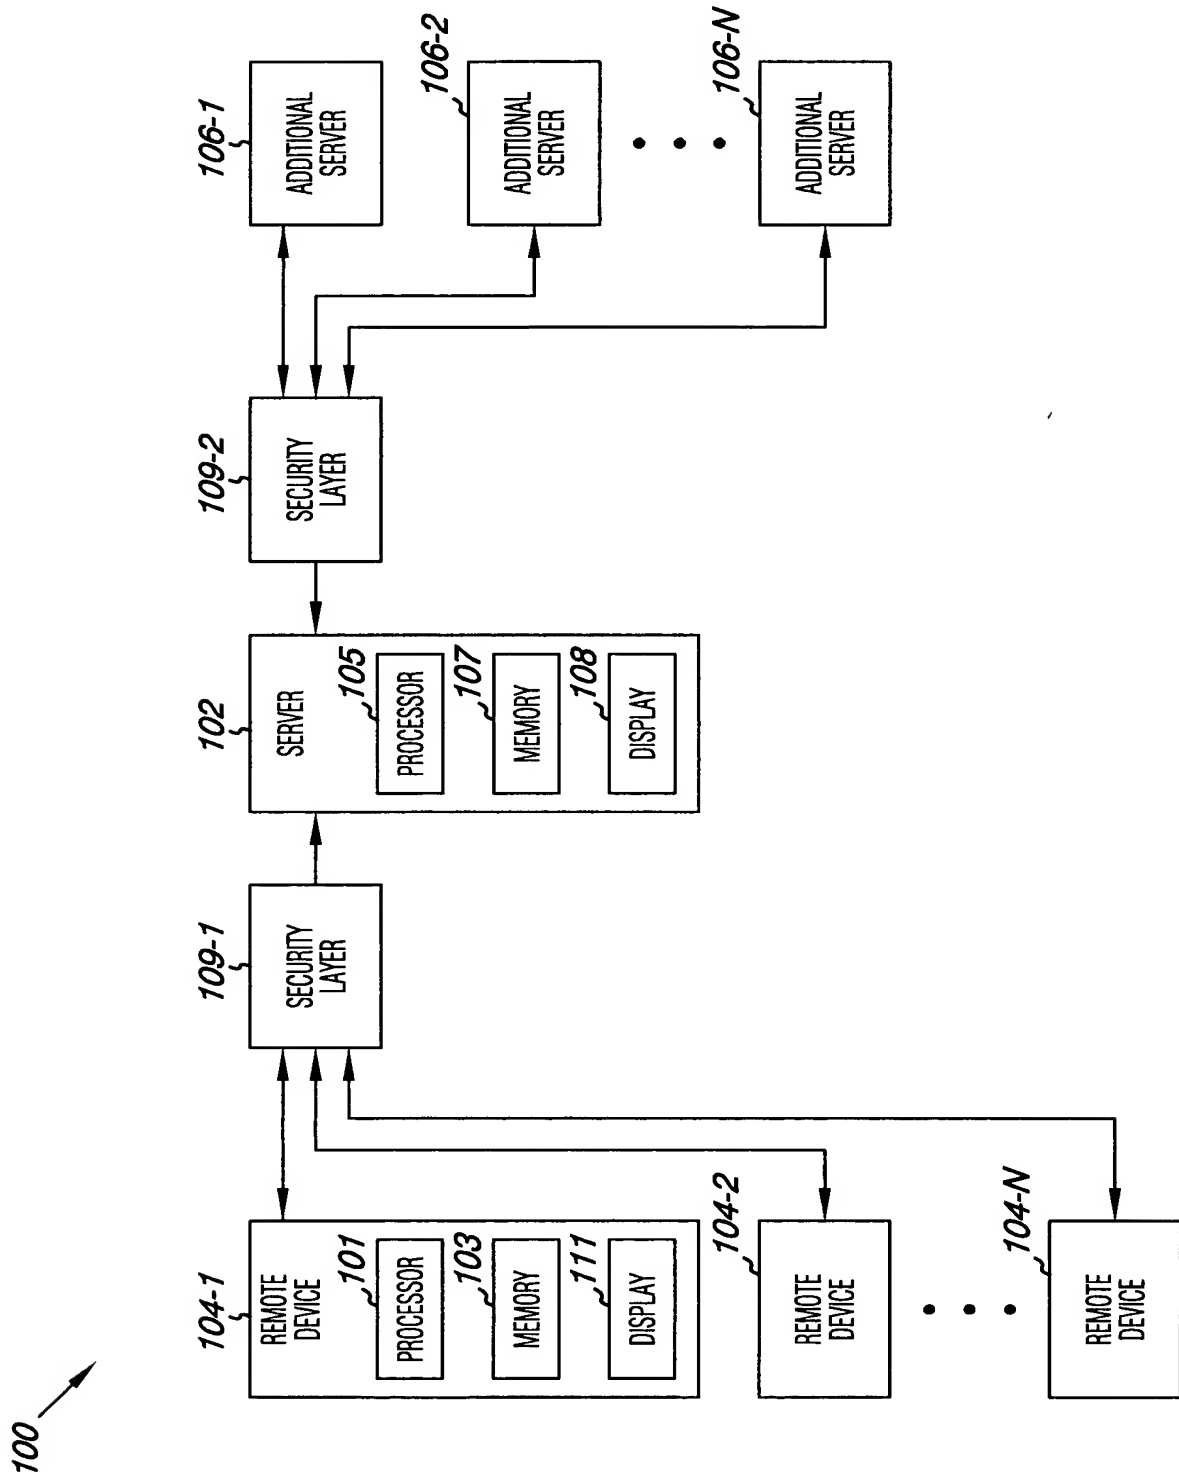 100
104-1
REMOTE
DEVICE
101
PROCESSOR
103
MEMORY
111
DISPLAY
104-2
REMOTE
DEVICE
104-N
REMOTE
DEVICE
109-1
SECURITY
LAYER
102
SERVER
105
PROCESSOR
107
MEMORY
108
DISPLAY
109-2
SECURITY
LAYER
106-1
ADDITIONAL
SERVER
106-2
ADDITIONAL
SERVER
106-N
ADDITIONAL
SERVER